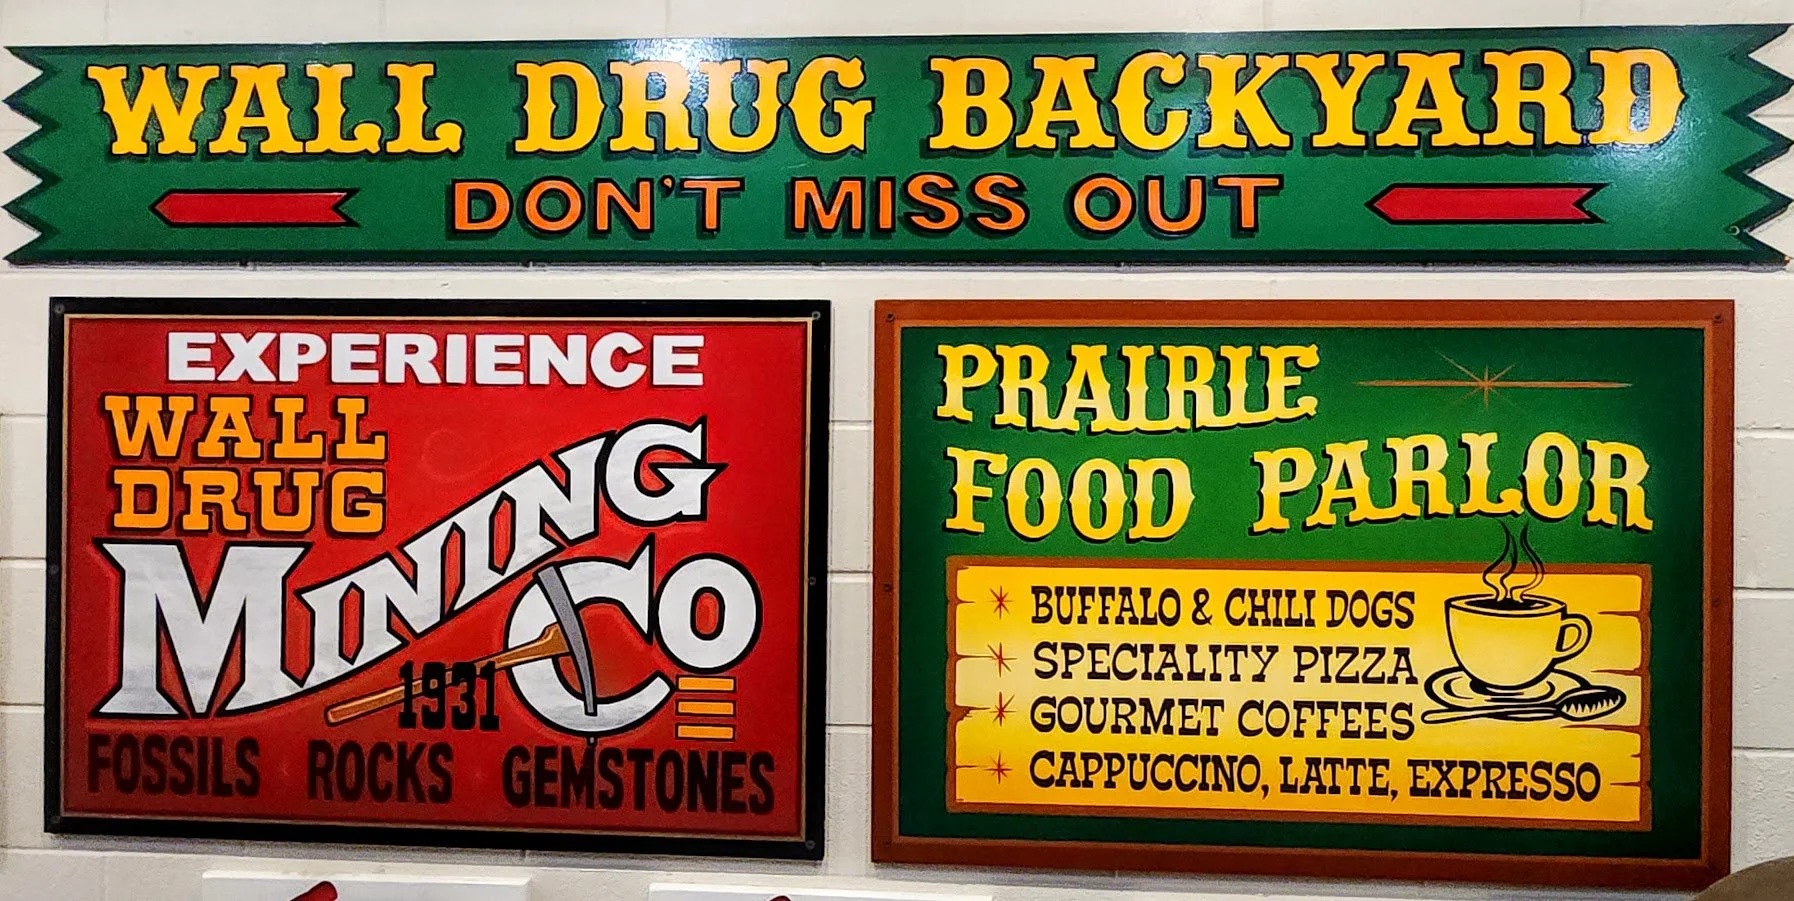 WALL DRUG BACKYARD
DON'T MISS OUT
EXPERIENCE
WALL
DRUG
MINING
CO
1931
FOSSILS ROCKS GEMSTONES
PRAIRIE
FOOD PARLOR
BUFFALO & CHILI DOGS
SPECIALITY PIZZA
GOURMET COFFEES
CAPPUCCINO, LATTE, EXPRESSO